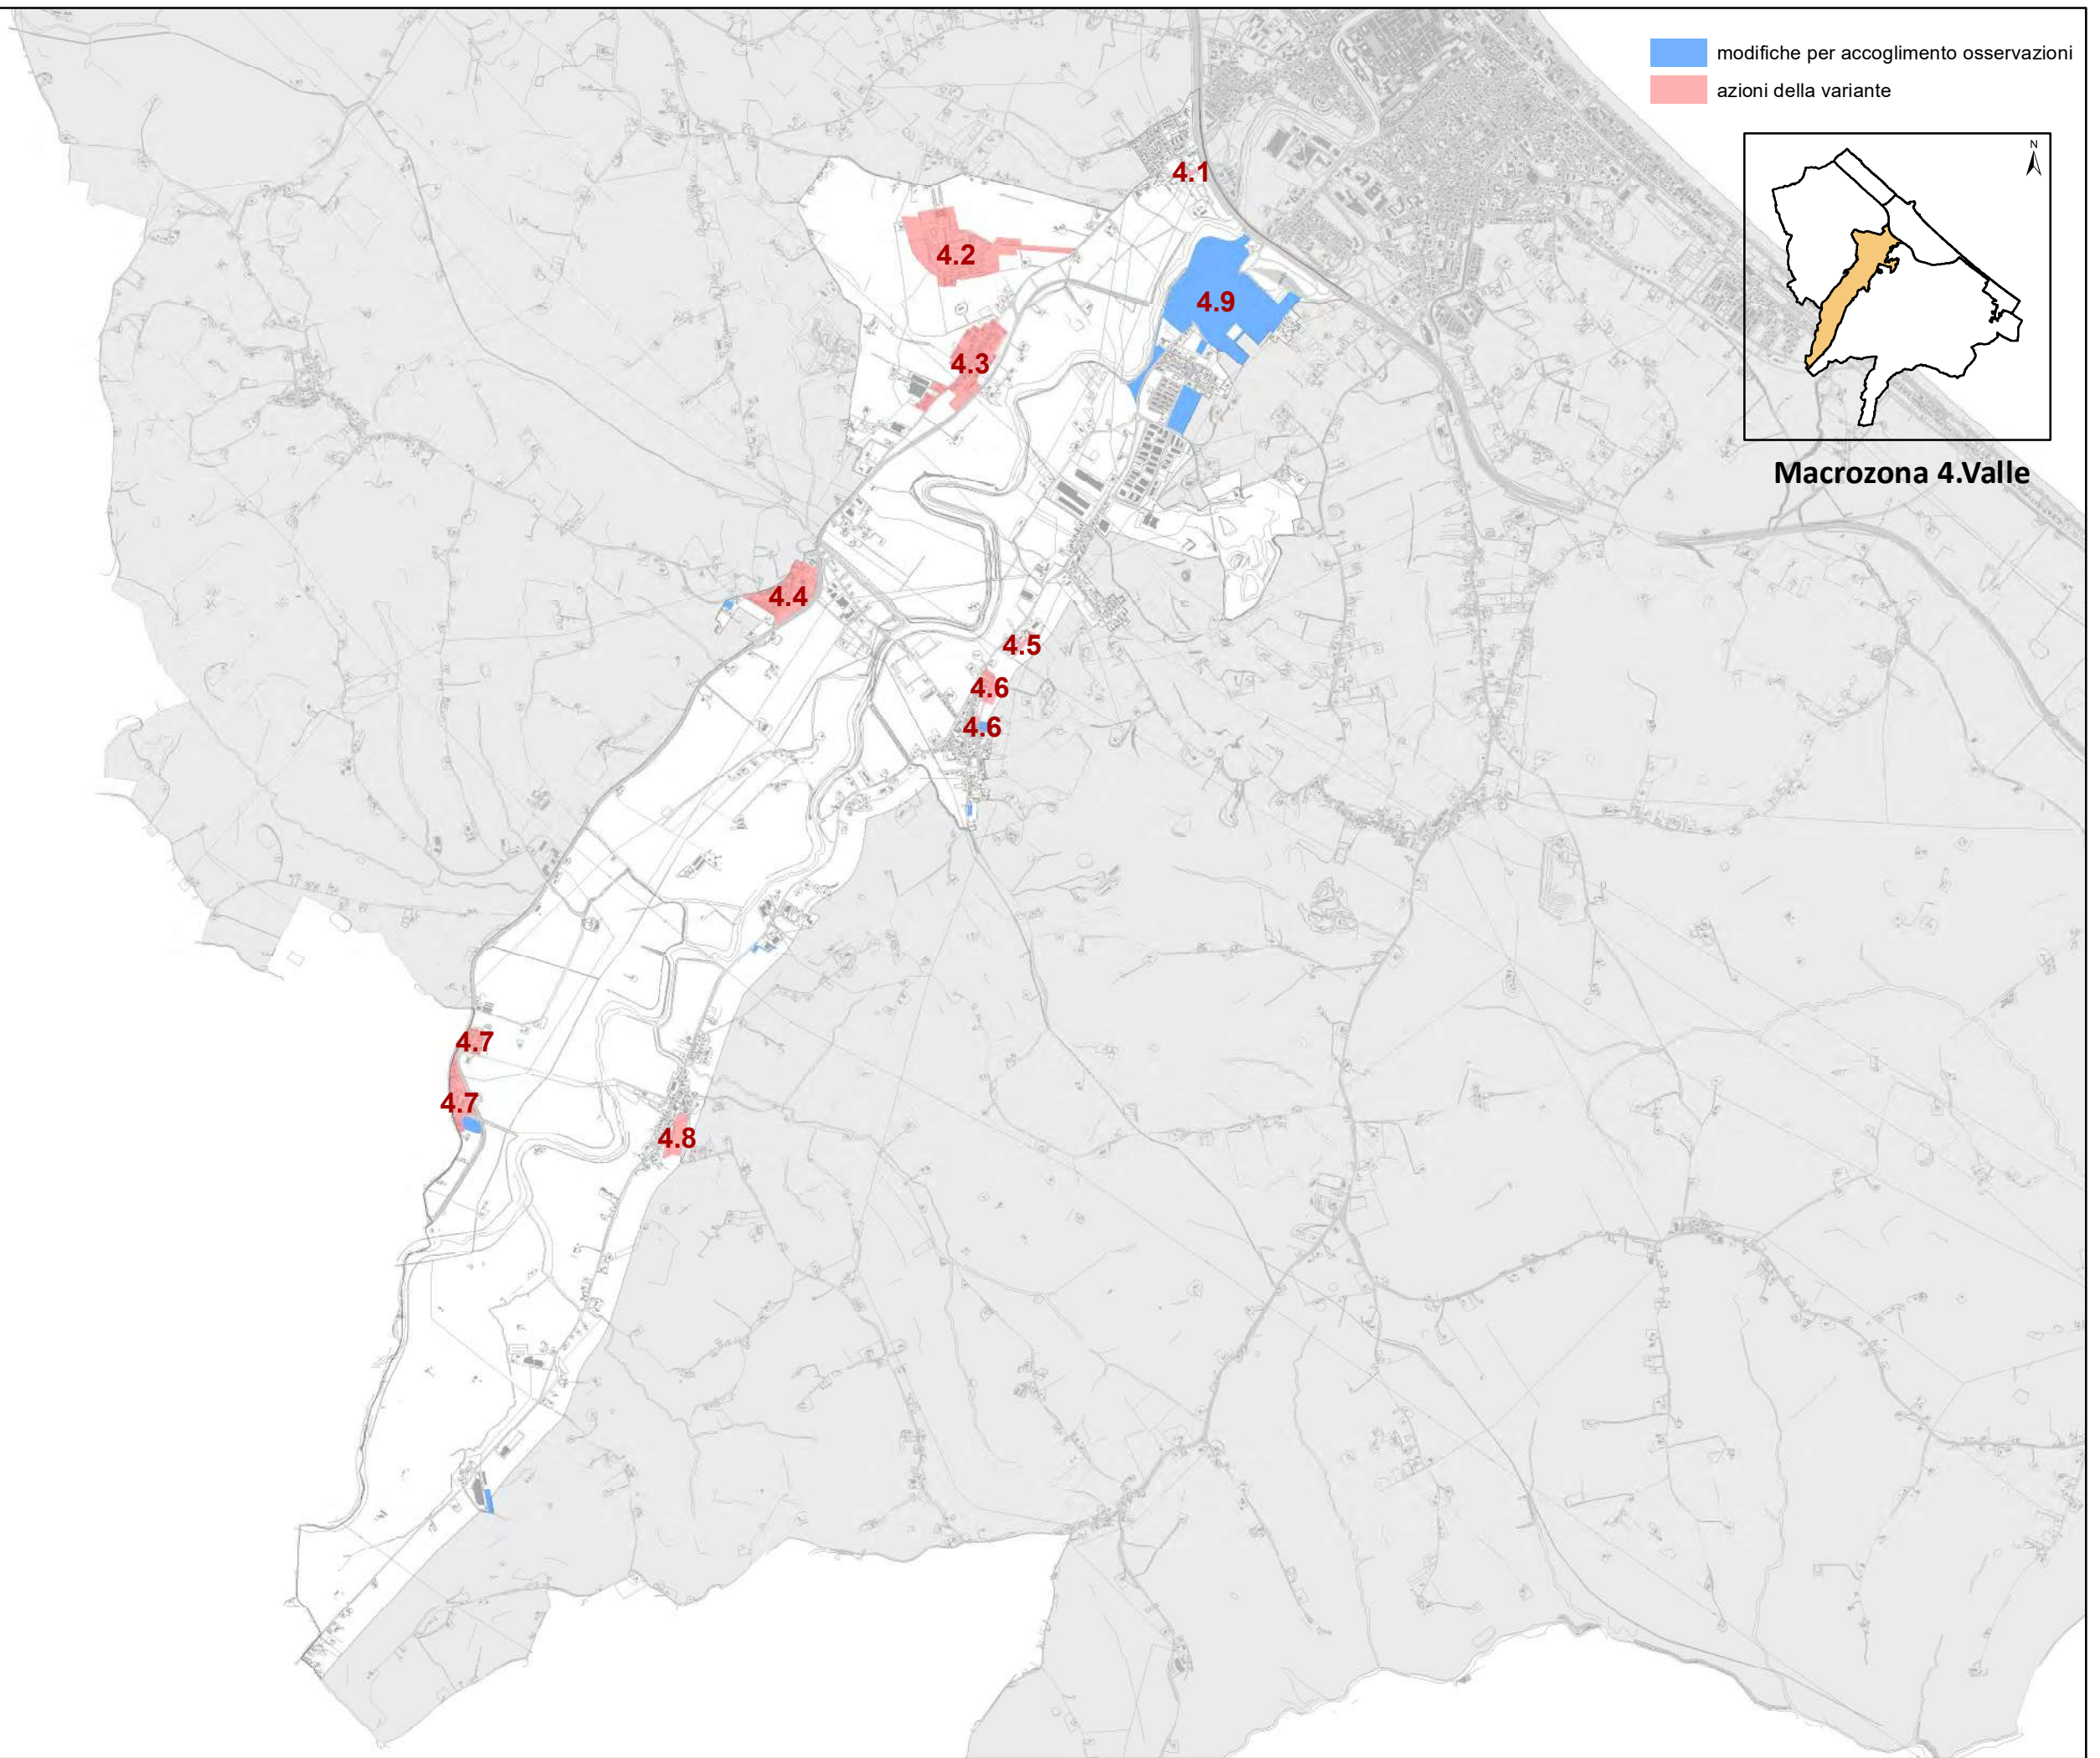 modifiche per accoglimento osservazioni
azioni della variante
N
Macrozona 4.Valle
4.1
4.2
4.9
4.3
4.4
4.5
4.6
4.6
4.7
4.7
4.8